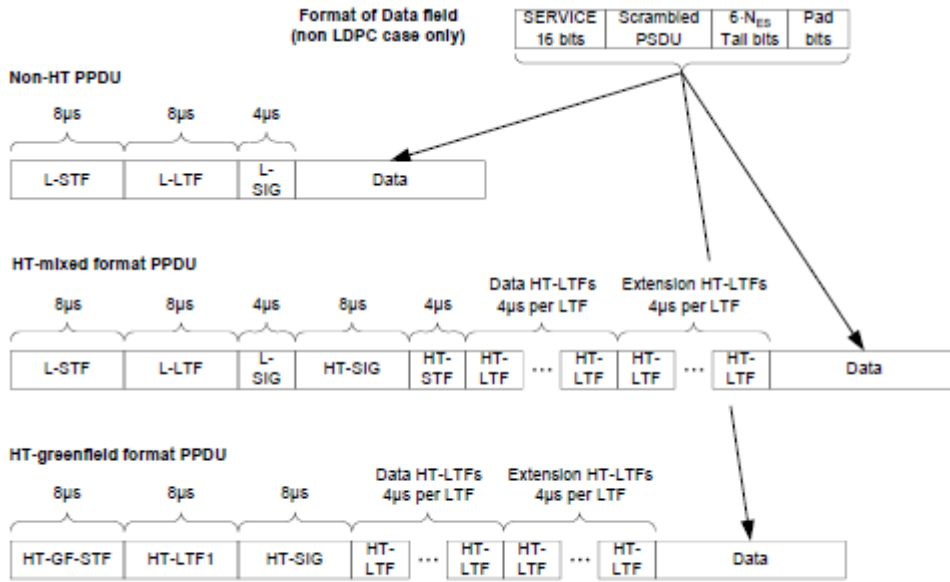 Format of Data field
(non LDPC case only)
SERVICE
16 bits
Scrambled
PSDU
6·NES
Tail bits
Pad
bits
Non-HT PPDU
8µs
8µs
4µs
L-STF
L-LTF
L-
SIG
Data
HT-mixed format PPDU
8µs
8µs
4µs
8µs
4µs
Data HT-LTFs
4µs per LTF
Extension HT-LTFs
4µs per LTF
L-STF
L-LTF
L-
SIG
HT-SIG
HT-
STF
HT-
LTF
...
HT-
LTF
HT-
LTF
...
HT-
LTF
Data
HT-greenfield format PPDU
8µs
8µs
8µs
Data HT-LTFs
4µs per LTF
Extension HT-LTFs
4µs per LTF
HT-GF-STF
HT-LTF1
HT-SIG
HT-
LTF
...
HT-
LTF
HT-
LTF
...
HT-
LTF
Data